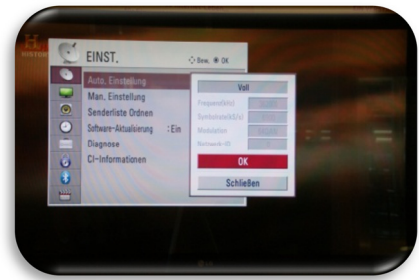 HISTORY
EINST.
Bew. OK
Auto. Einstellung
Man. Einstellung
Senderliste Ordnen
Software-Aktualisierung : Ein
Diagnose
CI-Informationen
Voll
Frequenz(kHz)
Symbolrate(kS/s)
Modulation
Netzwerk-ID
OK
Schließen